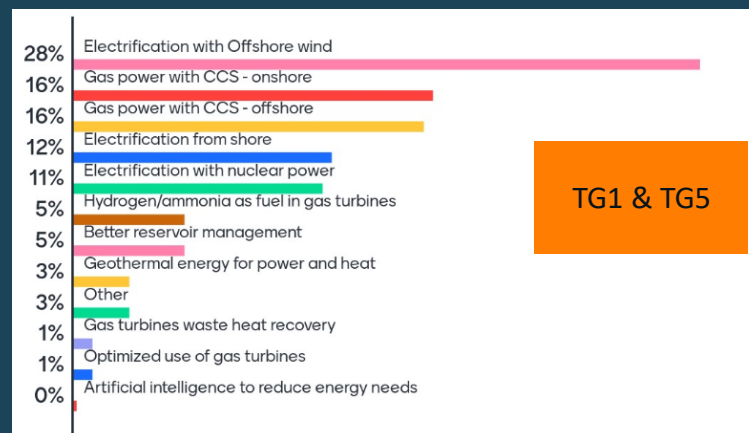 28% Electrification with Offshore wind
16% Gas power with CCS - onshore
16% Gas power with CCS - offshore
12% Electrification from shore
11% Electrification with nuclear power
5% Hydrogen/ammonia as fuel in gas turbines
5% Better reservoir management
3% Geothermal energy for power and heat
3% Other
1% Gas turbines waste heat recovery
1% Optimized use of gas turbines
0% Artificial intelligence to reduce energy needs
TG1 & TG5